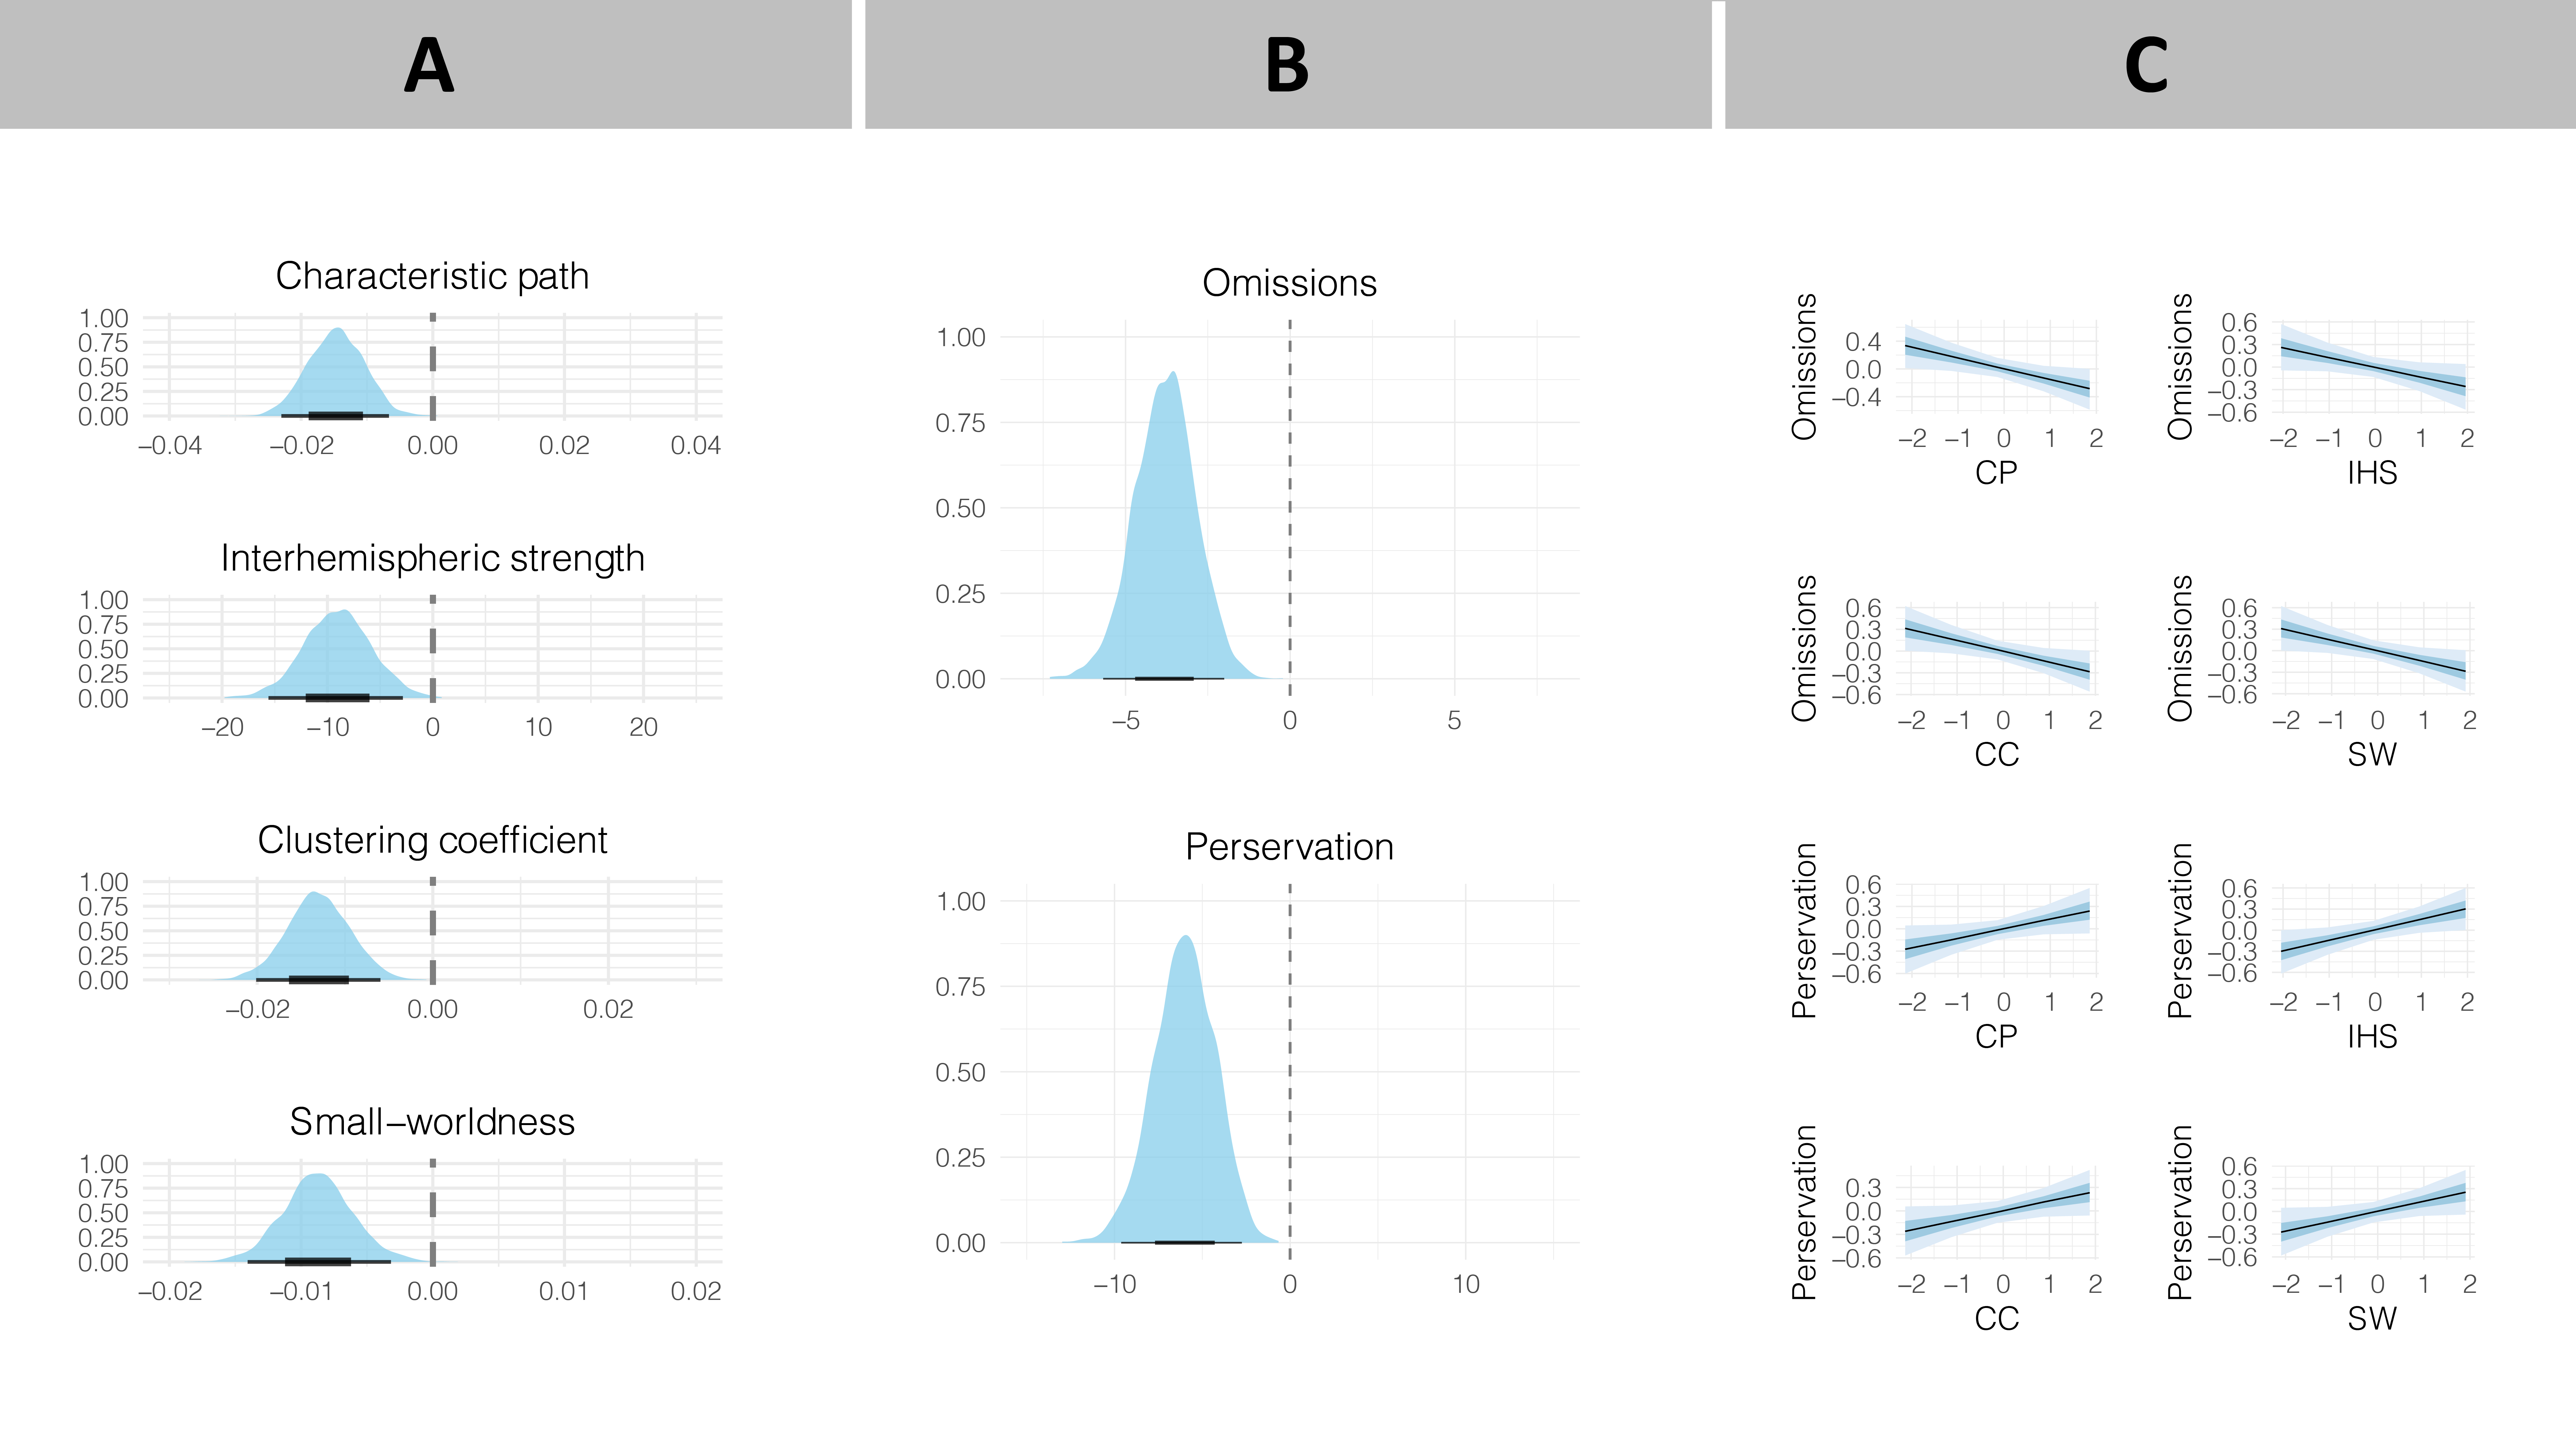 A
B
C
Characteristic path
1.00
0.75
0.50
0.25
0.00
−0.04 −0.02 0.00 0.02 0.04
Interhemispheric strength
1.00
0.75
0.50
0.25
0.00
−20 −10 0 10 20
Clustering coefficient
1.00
0.75
0.50
0.25
0.00
−0.02 0.00 0.02
Small−worldness
1.00
0.75
0.50
0.25
0.00
−0.02 −0.01 0.00 0.01 0.02
Omissions
1.00
0.75
0.50
0.25
0.00
−5 0 5
Perservation
1.00
0.75
0.50
0.25
0.00
−10 0 10
Omissions
0.4
0.0
−0.4
−2 −1 0 1 2
CP
Omissions
0.6
0.3
0.0
−0.3
−0.6
−2 −1 0 1 2
IHS
Omissions
0.6
0.3
0.0
−0.3
−0.6
−2 −1 0 1 2
CC
Omissions
0.6
0.3
0.0
−0.3
−0.6
−2 −1 0 1 2
SW
Perservation
0.6
0.3
0.0
−0.3
−0.6
−2 −1 0 1 2
CP
Perservation
0.6
0.3
0.0
−0.3
−0.6
−2 −1 0 1 2
IHS
Perservation
0.3
0.0
−0.3
−0.6
−2 −1 0 1 2
CC
Perservation
0.6
0.3
0.0
−0.3
−0.6
−2 −1 0 1 2
SW